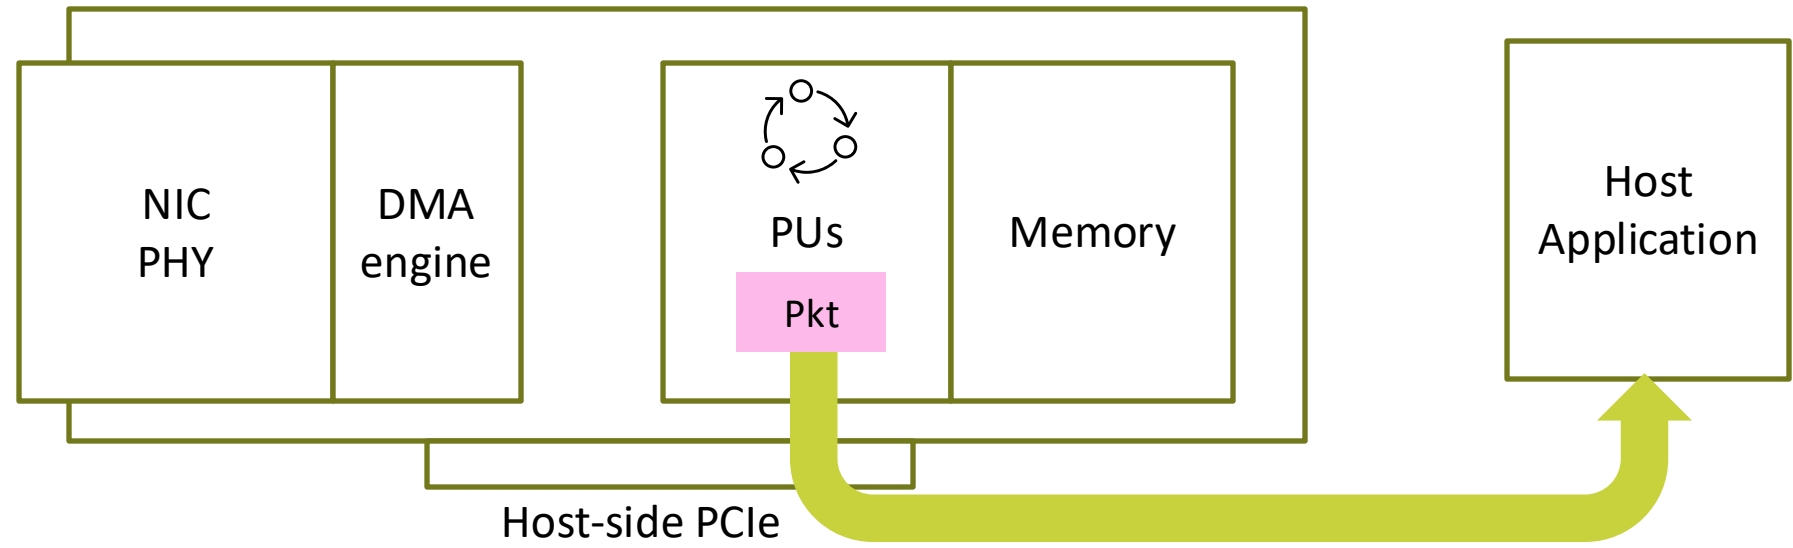 NIC
PHY
DMA
engine
PUs
Pkt
Memory
Host
Application
Host-side PCIe